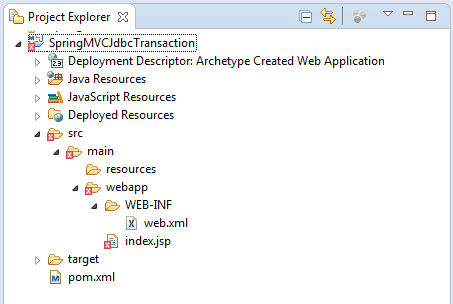 Project Explorer
SpringMVCJdbcTransaction
Deployment Descriptor: Archetype Created Web Application
Java Resources
JavaScript Resources
Deployed Resources
src
main
resources
webapp
WEB-INF
web.xml
index.jsp
target
pom.xml